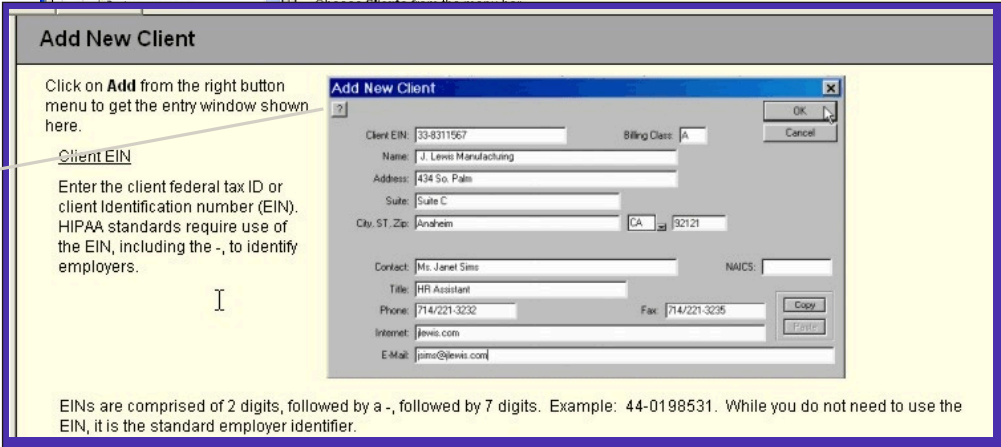 Choose Clients from the menu bar
Add New Client
Click on Add from the right button
menu to get the entry window shown
here.
Client EIN
Enter the client federal tax ID or
client Identification number (EIN).
HIPAA standards require use of
the EIN, including the -, to identify
employers.
Add New Client
?
OK
Cancel
Client EIN: 33-8311567 Billing Class: A
Name: J. Lewis Manufacturing
Address: 434 So. Palm
Suite: Suite C
City, ST, Zip: Anaheim CA 92121
Contact: Ms. Janet Sims NAICS:
Title: HR Assistant
Phone: 714/221-3232 Fax: 714/221-3235
Copy
Paste
Internet: jlewis.com
E-Mail: jsims@jlewis.com
EINs are comprised of 2 digits, followed by a -, followed by 7 digits. Example: 44-0198531. While you do not need to use the
EIN, it is the standard employer identifier.